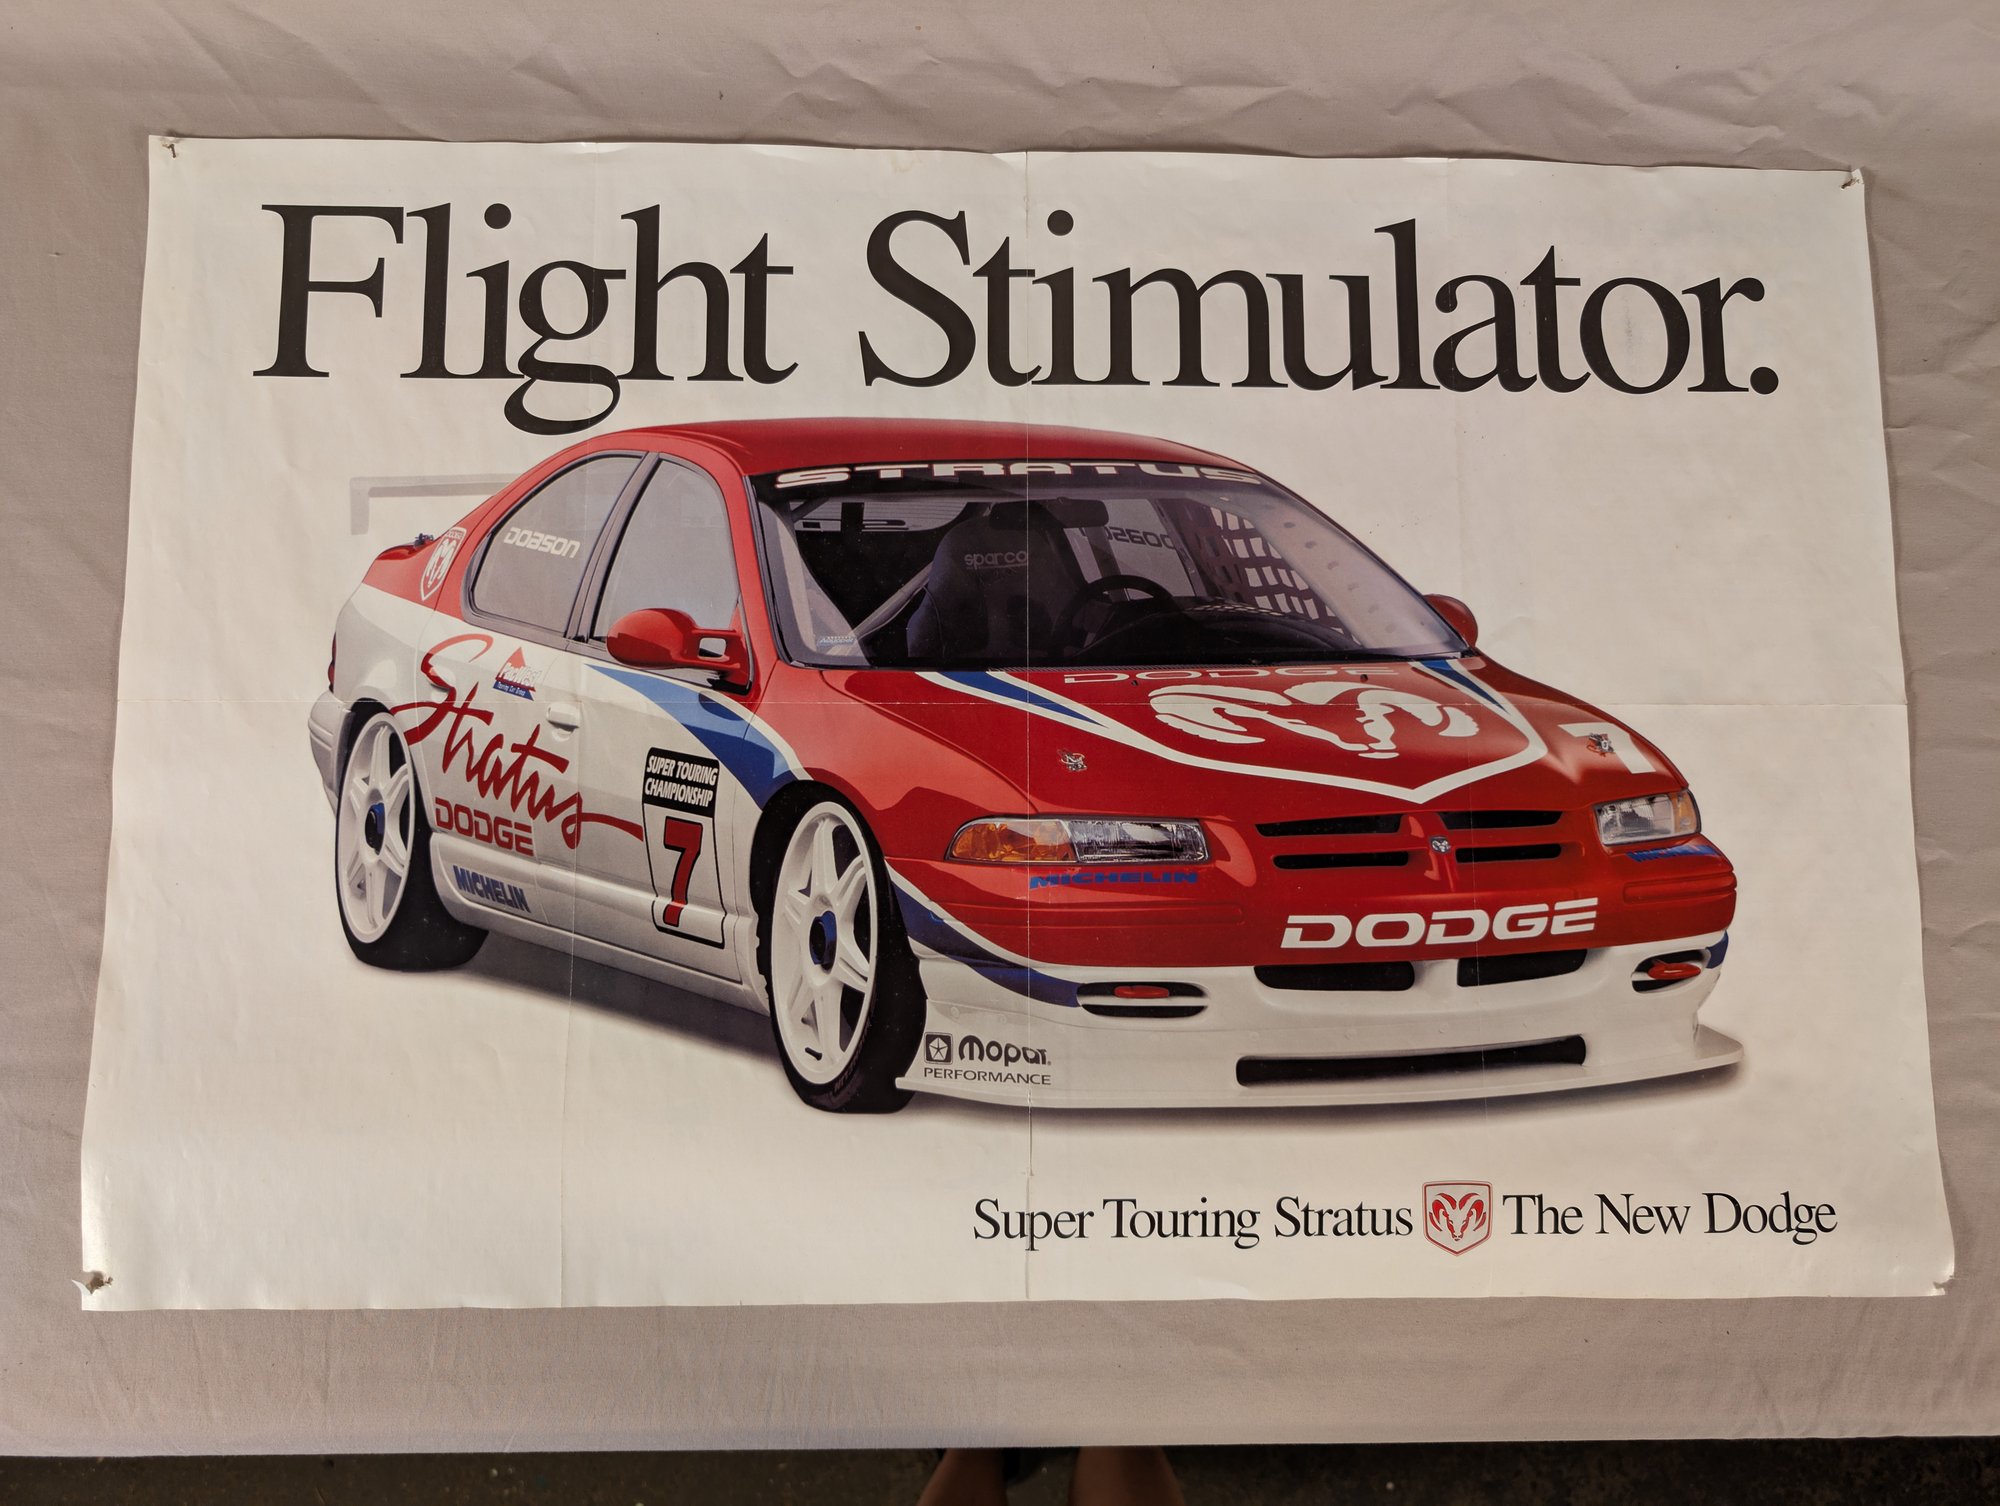 Flight Stimulator.
STRATUS
DOBSON
sparco
PacWest
Stratus
DODGE
MICHELIN
SUPER TOURING
CHAMPIONSHIP
7
DODGE
7
MICHELIN
DODGE
mopar
PERFORMANCE
Super Touring Stratus The New Dodge